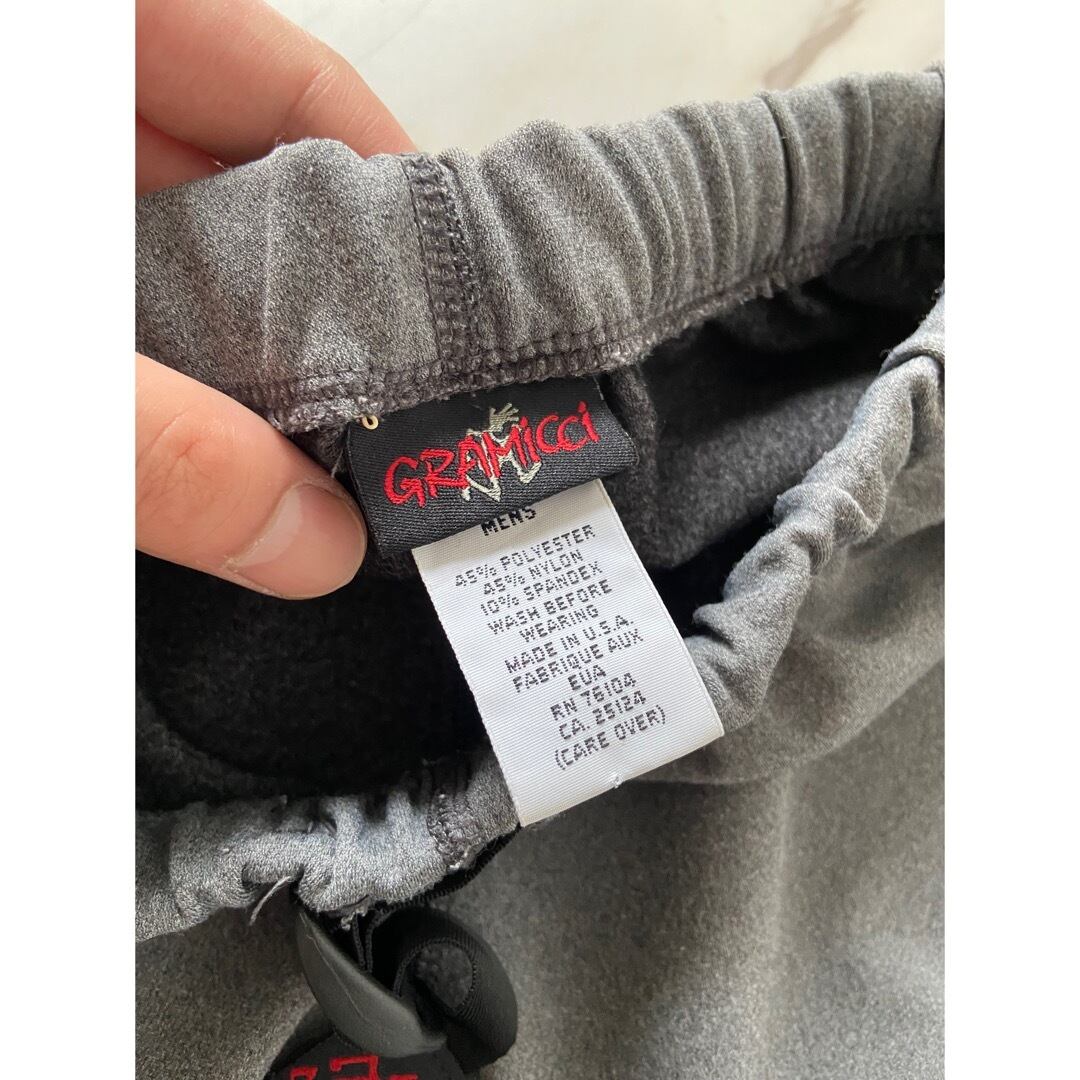 GRAMicci
MENS
45% POLYESTER
45% NYLON
10% SPANDEX
WASH BEFORE
WEARING
MADE IN U.S.A.
FABRIQUE AUX
EUA
RN 78104
CA. 25124
(CARE OVER)